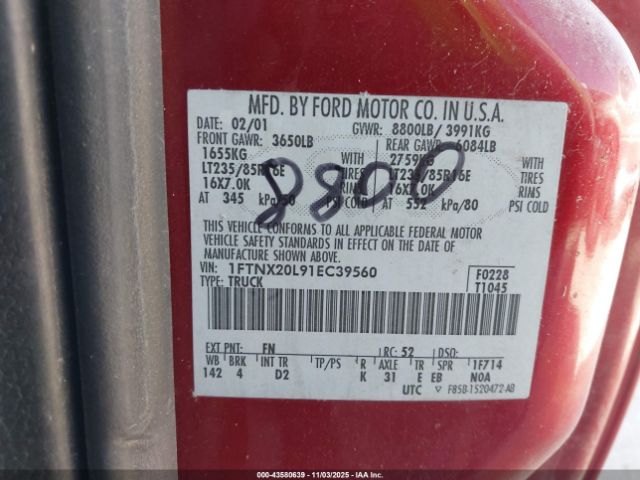 MFD. BY FORD MOTOR CO. IN U.S.A.
DATE: 02/01 GVWR: 8800LB/ 3991KG
FRONT GAWR: 3650LB REAR GAWR: 6084LB
1655KG WITH 2759KG WITH
LT235/85R16E TIRES LT235/85R16E TIRES
16X7.0K RIMS 16X7.0K RIMS
AT 345 kPa/50 PSI COLD AT 552 kPa/80 PSI COLD
8800
THIS VEHICLE CONFORMS TO ALL APPLICABLE FEDERAL MOTOR
VEHICLE SAFETY STANDARDS IN EFFECT ON THE DATE OF
MANUFACTURE SHOWN ABOVE.
VIN: 1FTNX20L91EC39560 F0228
TYPE: TRUCK T1045
EXT PNT: FN RC: 52 DSO:
WB BRK INT TR TP/PS R AXLE TR SPR 1F714
142 4 D2 K 31 E EB N0A
UTC F85B-1520472-AB
000-43580639 - 11/03/2025 - IAAI.COM